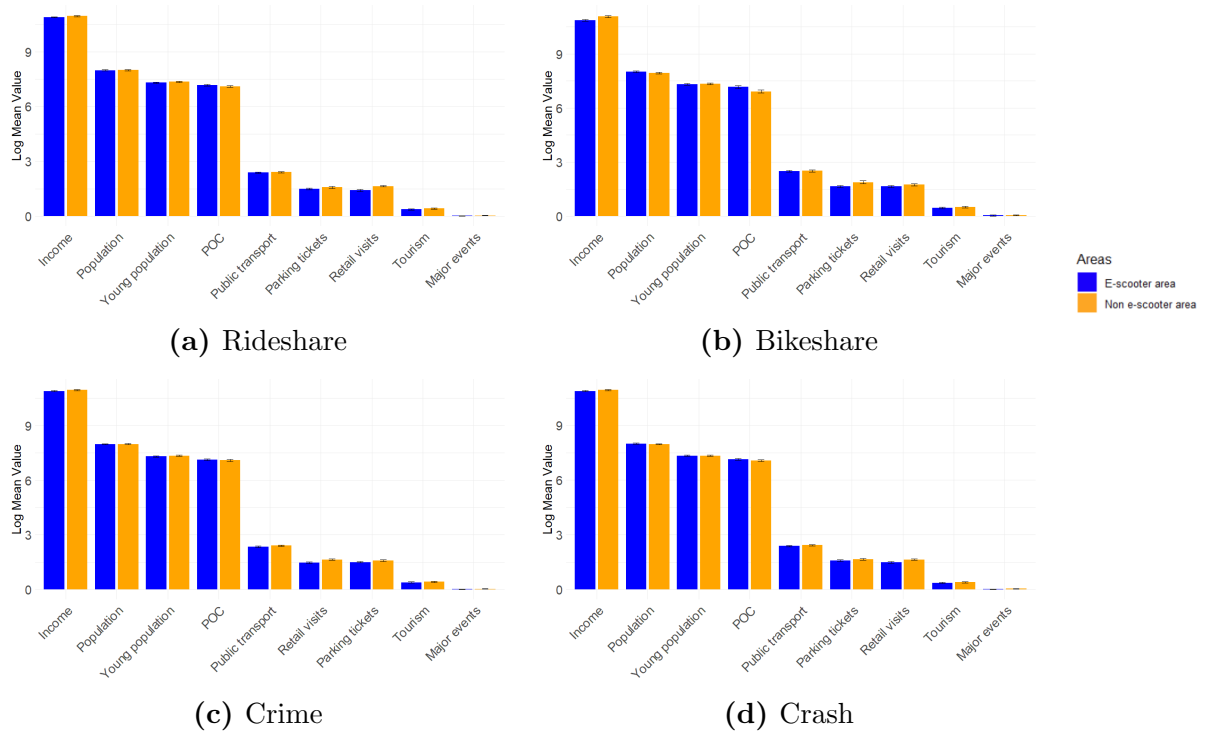 Log Mean Value
9
6
3
0
Income
Population
Young population
POC
Public transport
Parking tickets
Retail visits
Tourism
Major events
(a) Rideshare
Log Mean Value
9
6
3
0
Income
Population
Young population
POC
Public transport
Parking tickets
Retail visits
Tourism
Major events
(b) Bikeshare
Areas
E-scooter area
Non e-scooter area
Log Mean Value
9
6
3
0
Income
Population
Young population
POC
Public transport
Retail visits
Parking tickets
Tourism
Major events
(c) Crime
Log Mean Value
9
6
3
0
Income
Population
Young population
POC
Public transport
Parking tickets
Retail visits
Tourism
Major events
(d) Crash